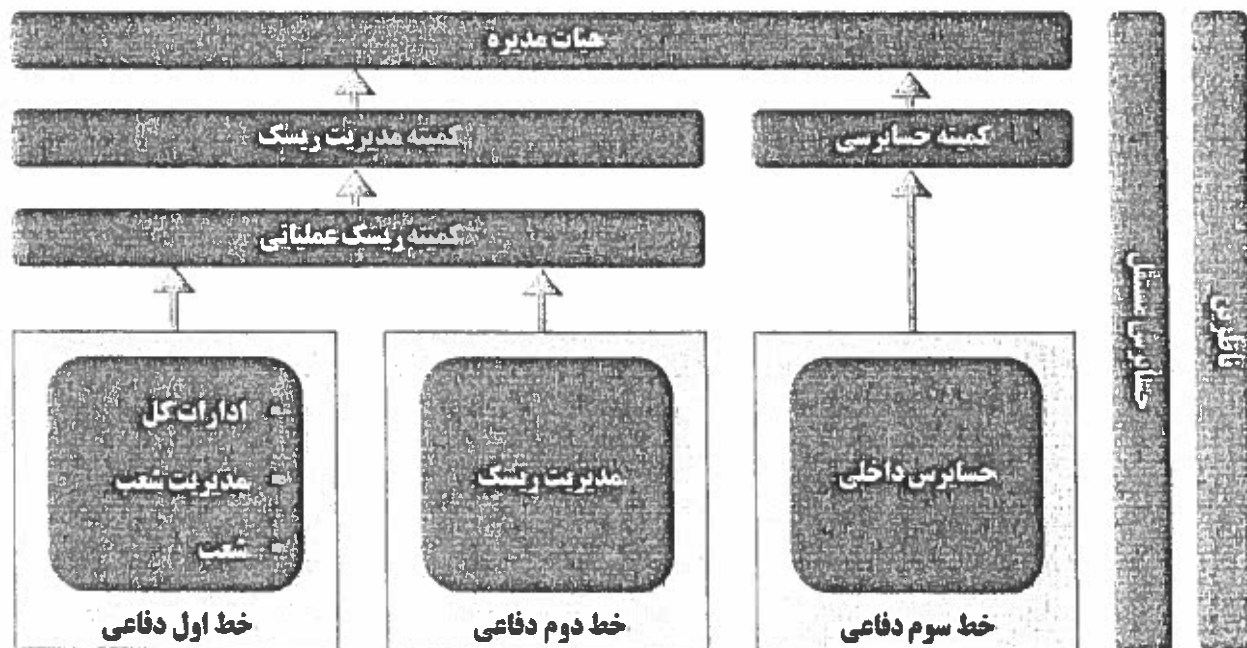 هیات مدیره
کمیته مدیریت ریسک
کمیته حسابرسی
کمیته ریسک عملیاتی
ادارات کل
مدیریت شعب
شعب
خط اول دفاعی
مدیریت ریسک
خط دوم دفاعی
حسابرس داخلی
خط سوم دفاعی
حسابرس مستقل